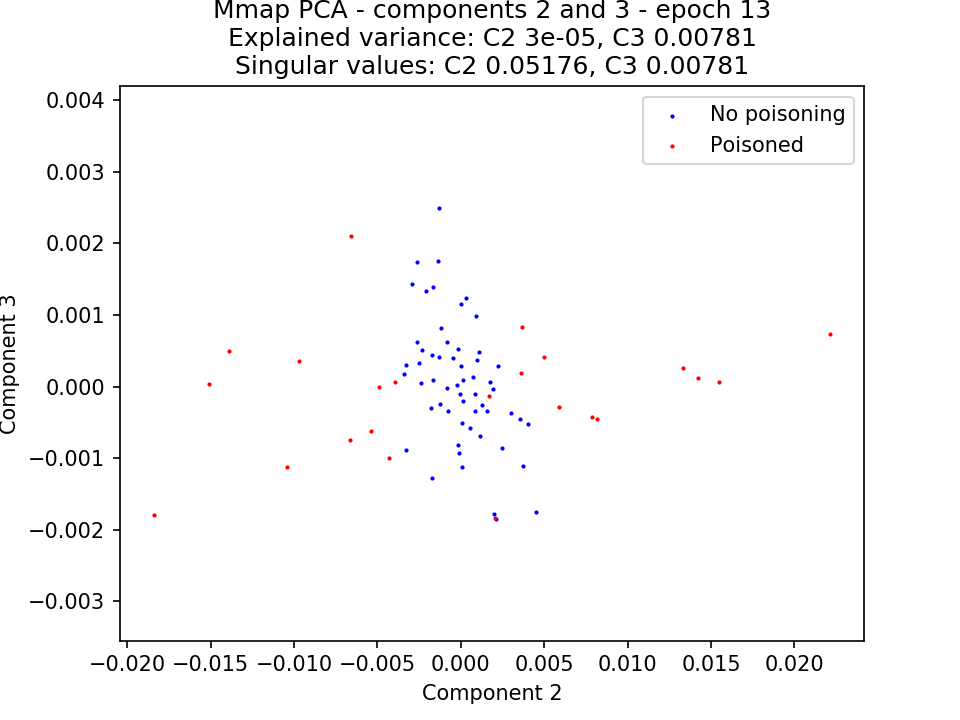 Mmap PCA - components 2 and 3 - epoch 13
Explained variance: C2 3e-05, C3 0.00781
Singular values: C2 0.05176, C3 0.00781
No poisoning
Poisoned
0.004
0.003
0.002
0.001
0.000
−0.001
−0.002
−0.003
Component 3
−0.020 −0.015 −0.010 −0.005 0.000 0.005 0.010 0.015 0.020
Component 2